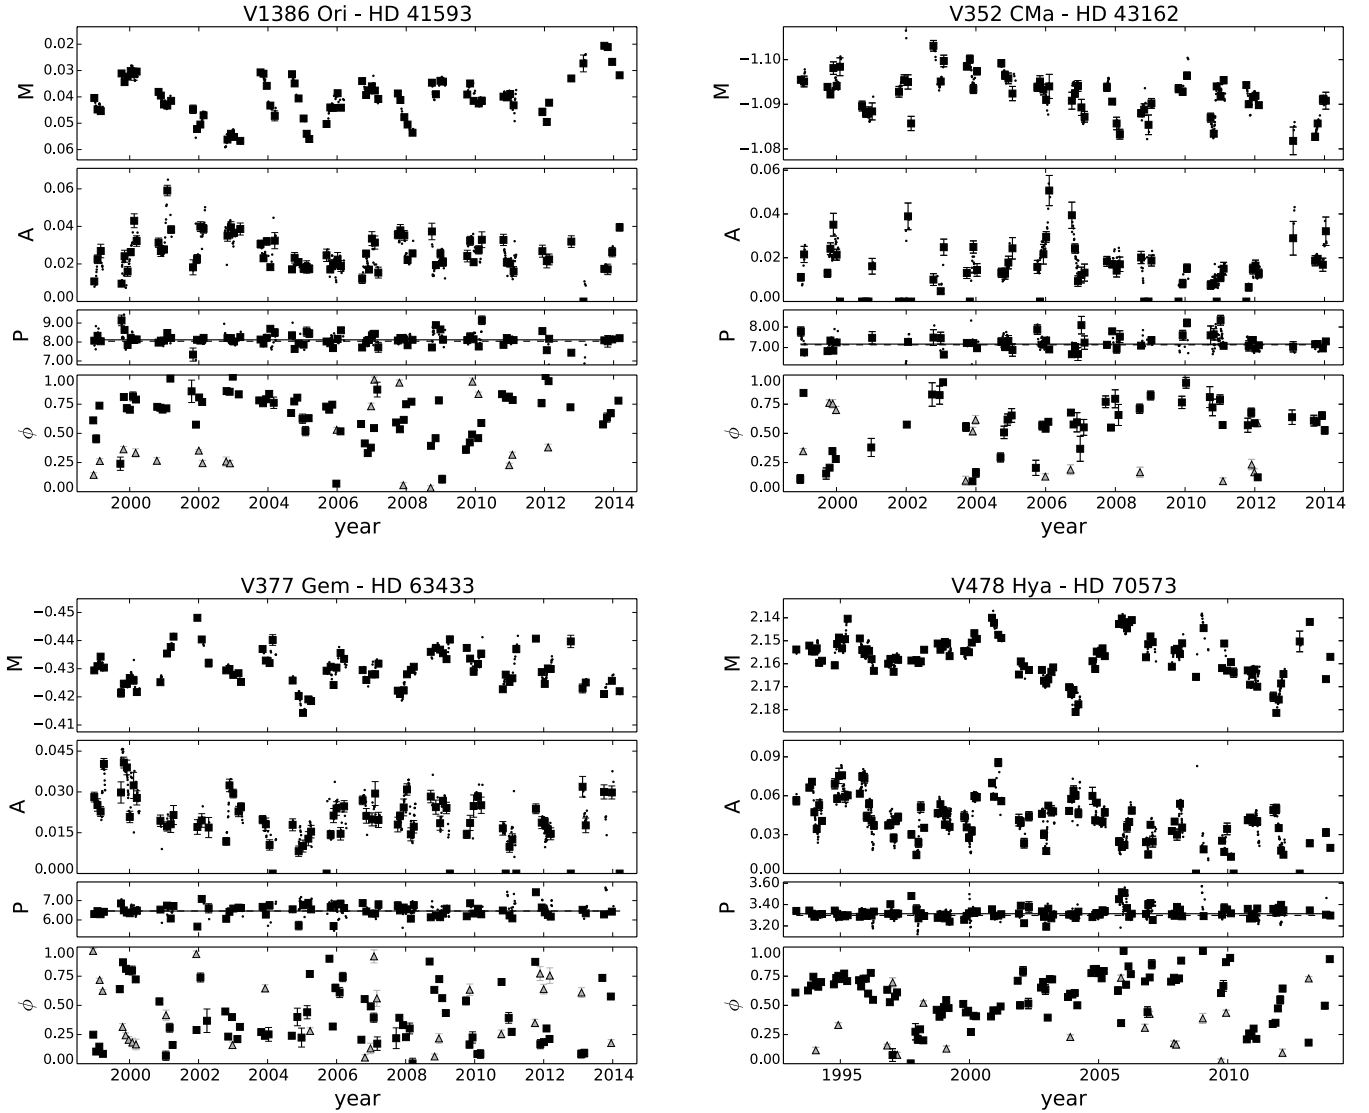 V1386 Ori - HD 41593
M
0.02
0.03
0.04
0.05
0.06
A
0.06
0.04
0.02
0.00
P
9.00
8.00
7.00
ϕ
1.00
0.75
0.50
0.25
0.00
2000 2002 2004 2006 2008 2010 2012 2014
year
V352 CMa - HD 43162
M
−1.10
−1.09
−1.08
A
0.06
0.04
0.02
0.00
P
8.00
7.00
ϕ
1.00
0.75
0.50
0.25
0.00
2000 2002 2004 2006 2008 2010 2012 2014
year
V377 Gem - HD 63433
M
−0.45
−0.44
−0.43
−0.42
−0.41
A
0.045
0.030
0.015
0.000
P
7.00
6.00
ϕ
1.00
0.75
0.50
0.25
0.00
2000 2002 2004 2006 2008 2010 2012 2014
year
V478 Hya - HD 70573
M
2.14
2.15
2.16
2.17
2.18
A
0.09
0.06
0.03
0.00
P
3.60
3.40
3.20
ϕ
1.00
0.75
0.50
0.25
0.00
1995 2000 2005 2010
year